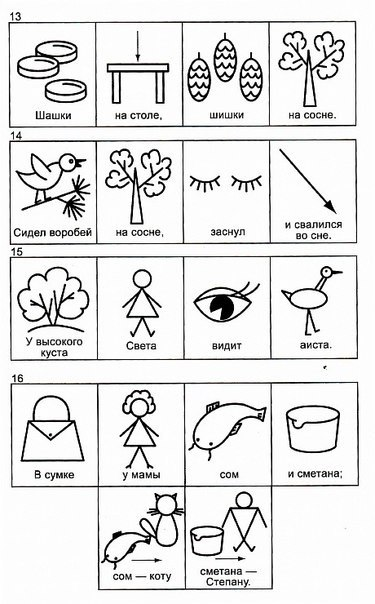 13
Шашки
на столе,
шишки
на сосне.
14
Сидел воробей
на сосне,
заснул
и свалился
во сне.
15
У высокого
куста
Света
видит
аиста.
16
В сумке
у мамы
сом
и сметана;
сом — коту
сметана —
Степану.